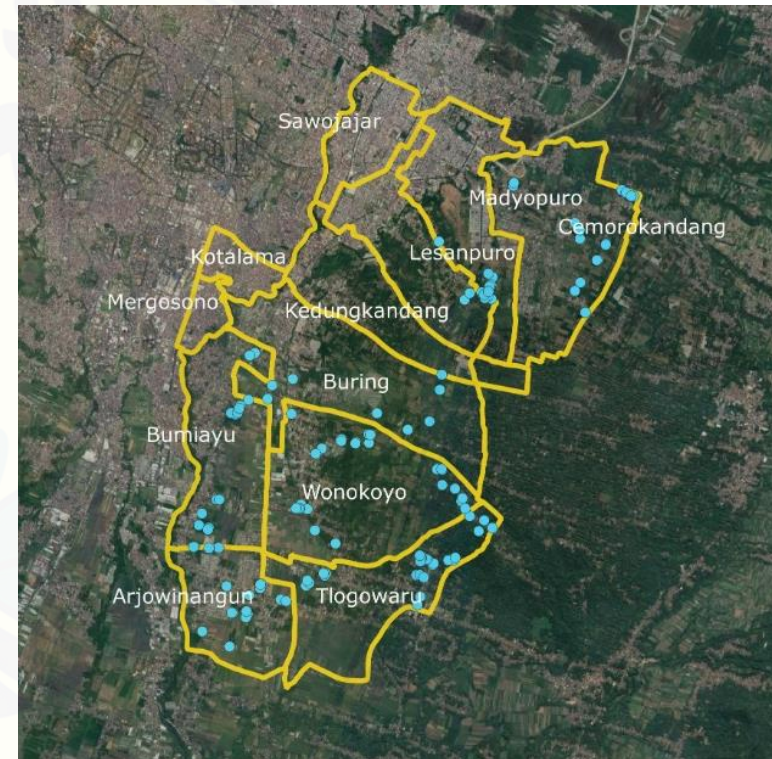 Sawojajar
Madyopuro
Cemorokandang
Lesanpuro
Kotalama
Mergosono
Kedungkandang
Buring
Bumiayu
Wonokoyo
Arjowinangun
Tlogowaru